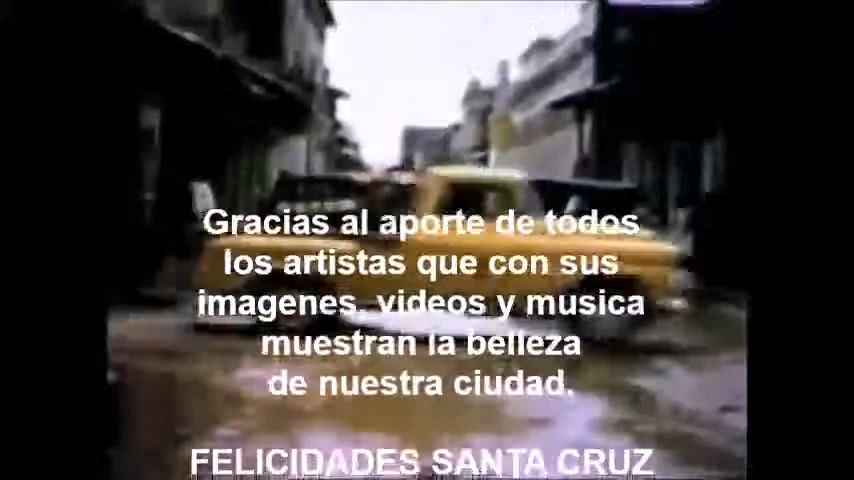 Gracias al aporte de todos
los artistas que con sus
imagenes, videos y musica
muestran la belleza
de nuestra ciudad.
FELICIDADES SANTA CRUZ